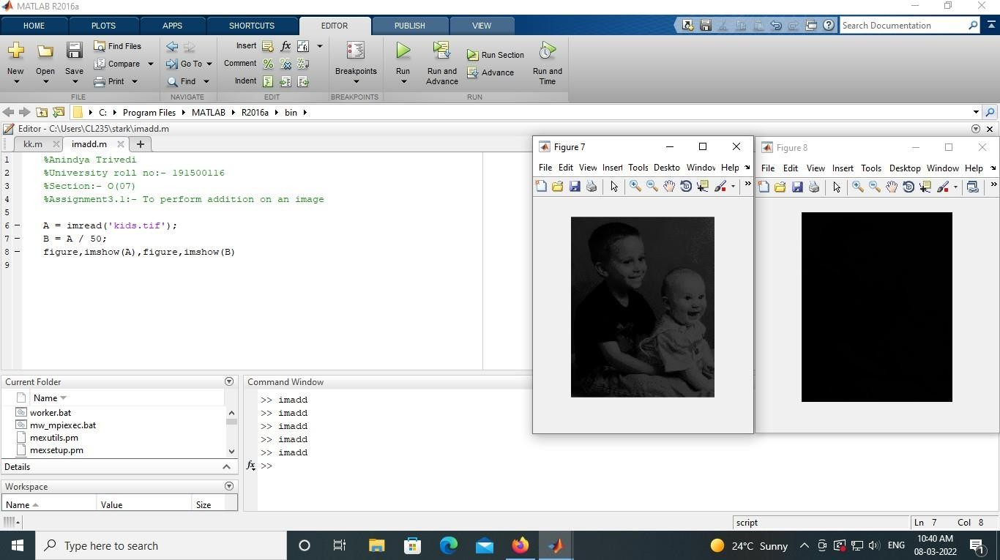 MATLAB R2016a
HOME PLOTS APPS SHORTCUTS EDITOR PUBLISH VIEW Search Documentation
New Open Save Find Files Compare Print
Go To Find
Insert fx
Comment
Indent
Breakpoints
Run Run and Advance Run Section Advance Run and Time
FILE NAVIGATE EDIT BREAKPOINTS RUN
C: Program Files MATLAB R2016a bin
Editor - C:\Users\CL235\stark\imadd.m
kk.m imadd.m
1 %Anindya Trivedi
2 %University roll no:- 191500116
3 %Section:- O(07)
4 %Assignment3.1:- To perform addition on an image
5
6 A = imread('kids.tif');
7 B = A / 50;
8 figure,imshow(A),figure,imshow(B)
9
Figure 7
File Edit View Insert Tools Deskto Window Help
Figure 8
File Edit View Insert Tools Desktop Window Help
Current Folder
Name
worker.bat
mw_mpiexec.bat
mexutils.pm
mexsetup.pm
Details
Workspace
Name Value Size
Command Window
>> imadd
>> imadd
>> imadd
>> imadd
>> imadd
fx >>
script Ln 7 Col 8
Type here to search
24°C Sunny ENG 10:40 AM
08-03-2022
1